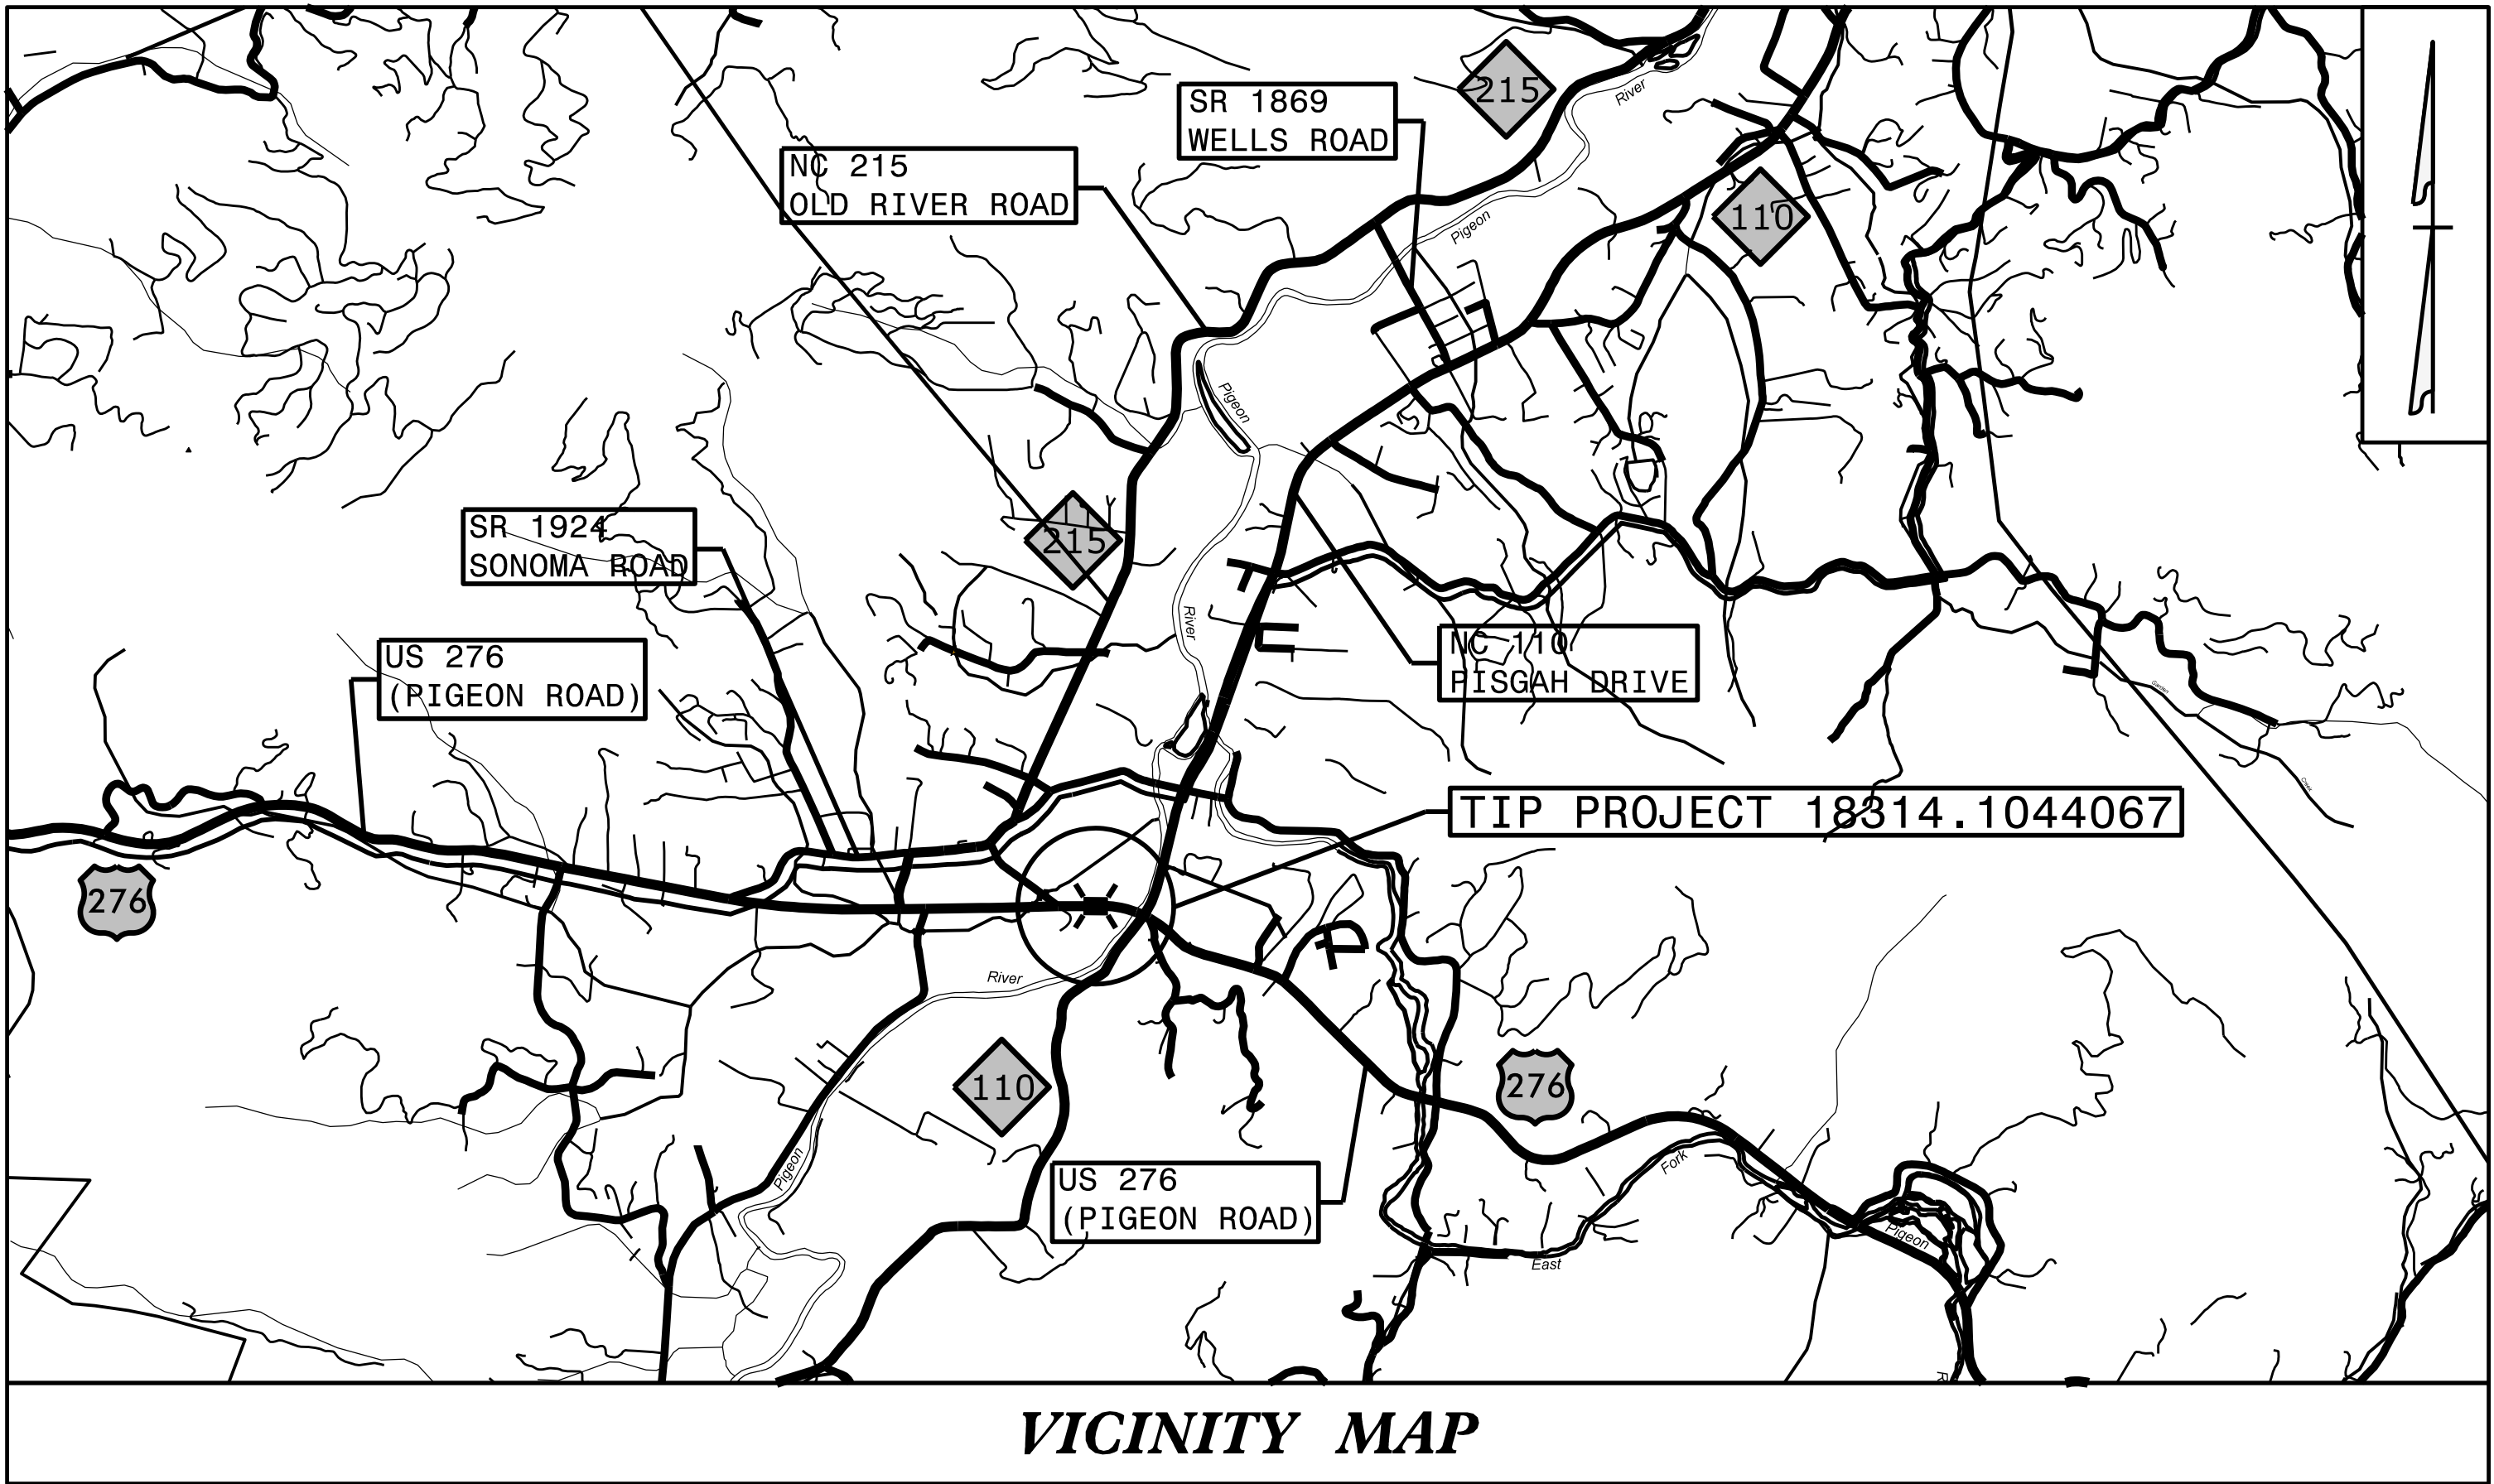 215
SR 1869
WELLS ROAD
River
NC 215
OLD RIVER ROAD
110
Pigeon
Pigeon
SR 1924
SONOMA ROAD
215
River
US 276
(PIGEON ROAD)
NC 110
PISGAH DRIVE
TIP PROJECT 18314.1044067
276
River
110
276
Pigeon
US 276
(PIGEON ROAD)
Fork
Pigeon
East
VICINITY MAP